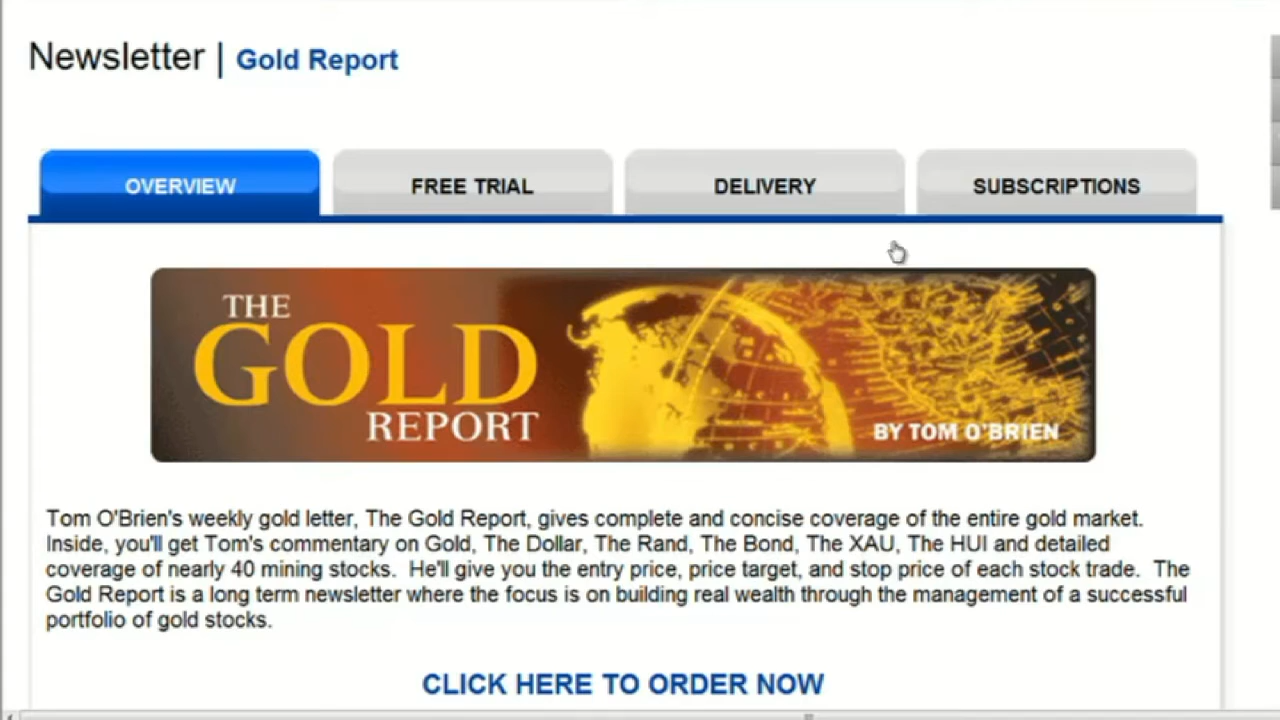 Newsletter | Gold Report
OVERVIEW
FREE TRIAL
DELIVERY
SUBSCRIPTIONS
THE
GOLD
REPORT
BY TOM O'BRIEN
Tom O'Brien's weekly gold letter, The Gold Report, gives complete and concise coverage of the entire gold market.
Inside, you'll get Tom's commentary on Gold, The Dollar, The Rand, The Bond, The XAU, The HUI and detailed
coverage of nearly 40 mining stocks. He'll give you the entry price, price target, and stop price of each stock trade. The
Gold Report is a long term newsletter where the focus is on building real wealth through the management of a successful
portfolio of gold stocks.
CLICK HERE TO ORDER NOW